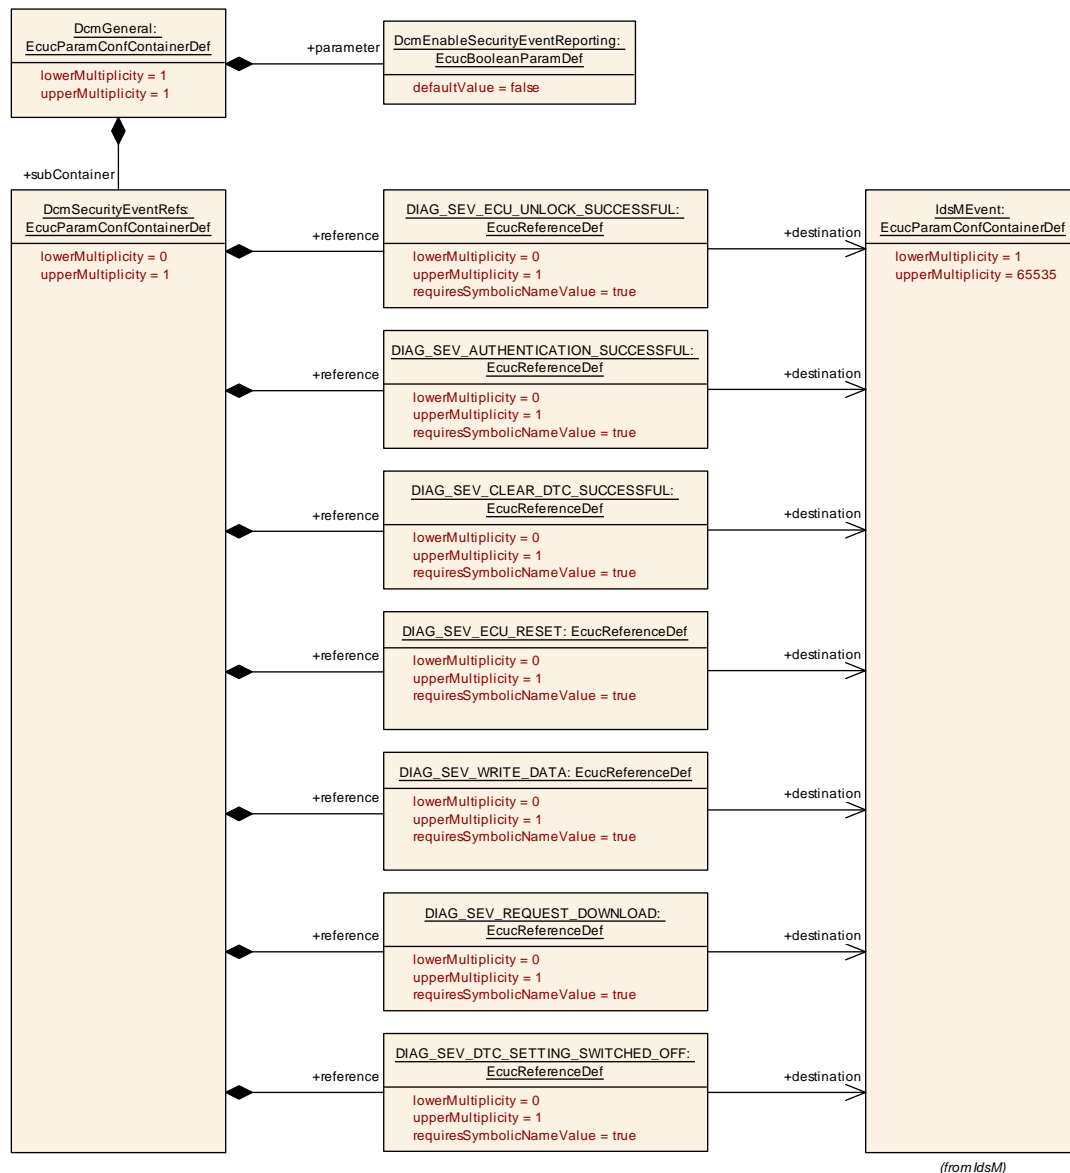 DcmGeneral:
EcucParamConfContainerDef
lowerMultiplicity = 1
upperMultiplicity = 1
+parameter
DcmEnableSecurityEventReporting:
EcucBooleanParamDef
defaultValue = false
+subContainer
DcmSecurityEventRefs:
EcucParamConfContainerDef
lowerMultiplicity = 0
upperMultiplicity = 1
+reference
DIAG_SEV_ECU_UNLOCK_SUCCESSFUL:
EcucReferenceDef
lowerMultiplicity = 0
upperMultiplicity = 1
requiresSymbolicNameValue = true
+destination
IdsMEvent:
EcucParamConfContainerDef
lowerMultiplicity = 1
upperMultiplicity = 65535
+reference
DIAG_SEV_AUTHENTICATION_SUCCESSFUL:
EcucReferenceDef
lowerMultiplicity = 0
upperMultiplicity = 1
requiresSymbolicNameValue = true
+destination
+reference
DIAG_SEV_CLEAR_DTC_SUCCESSFUL:
EcucReferenceDef
lowerMultiplicity = 0
upperMultiplicity = 1
requiresSymbolicNameValue = true
+destination
+reference
DIAG_SEV_ECU_RESET: EcucReferenceDef
lowerMultiplicity = 0
upperMultiplicity = 1
requiresSymbolicNameValue = true
+destination
+reference
DIAG_SEV_WRITE_DATA: EcucReferenceDef
lowerMultiplicity = 0
upperMultiplicity = 1
requiresSymbolicNameValue = true
+destination
+reference
DIAG_SEV_REQUEST_DOWNLOAD:
EcucReferenceDef
lowerMultiplicity = 0
upperMultiplicity = 1
requiresSymbolicNameValue = true
+destination
+reference
DIAG_SEV_DTC_SETTING_SWITCHED_OFF:
EcucReferenceDef
lowerMultiplicity = 0
upperMultiplicity = 1
requiresSymbolicNameValue = true
+destination
(from IdsM)